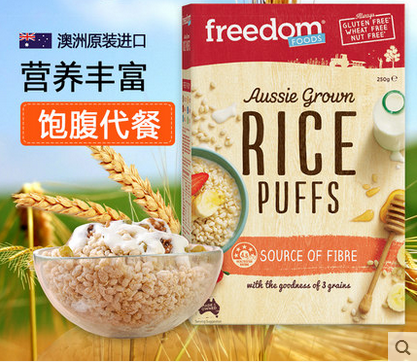 澳洲原装进口
营养丰富
饱腹代餐
freedom
FOODS
Always
GLUTEN FREE
WHEAT FREE
NUT FREE
250g e
Aussie Grown
RICE
PUFFS
SOURCE OF FIBRE
with the goodness of 3 grains